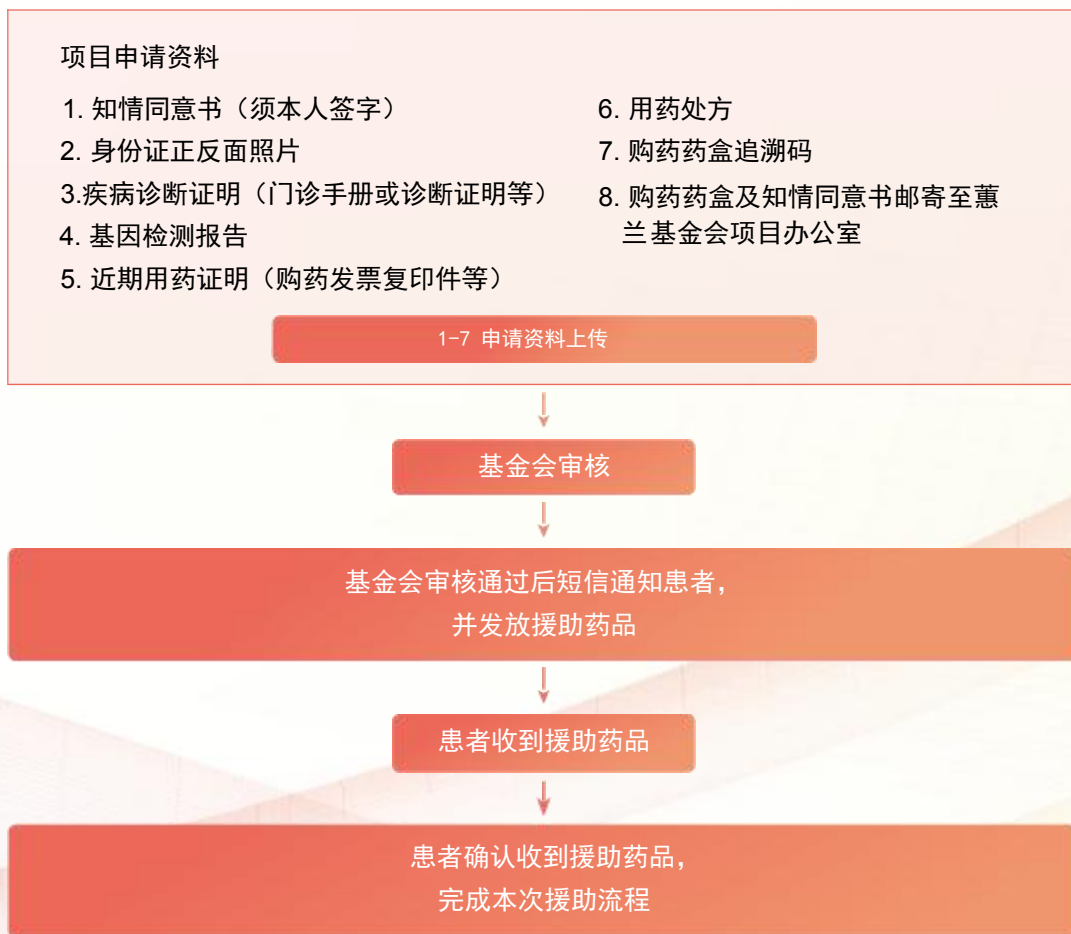 项目申请资料
1. 知情同意书（须本人签字）
2. 身份证正反面照片
3.疾病诊断证明（门诊手册或诊断证明等）
4. 基因检测报告
5. 近期用药证明（购药发票复印件等）
6. 用药处方
7. 购药药盒追溯码
8. 购药药盒及知情同意书邮寄至蕙
兰基金会项目办公室
1-7 申请资料上传
基金会审核
基金会审核通过后短信通知患者，
并发放援助药品
患者收到援助药品
患者确认收到援助药品，
完成本次援助流程